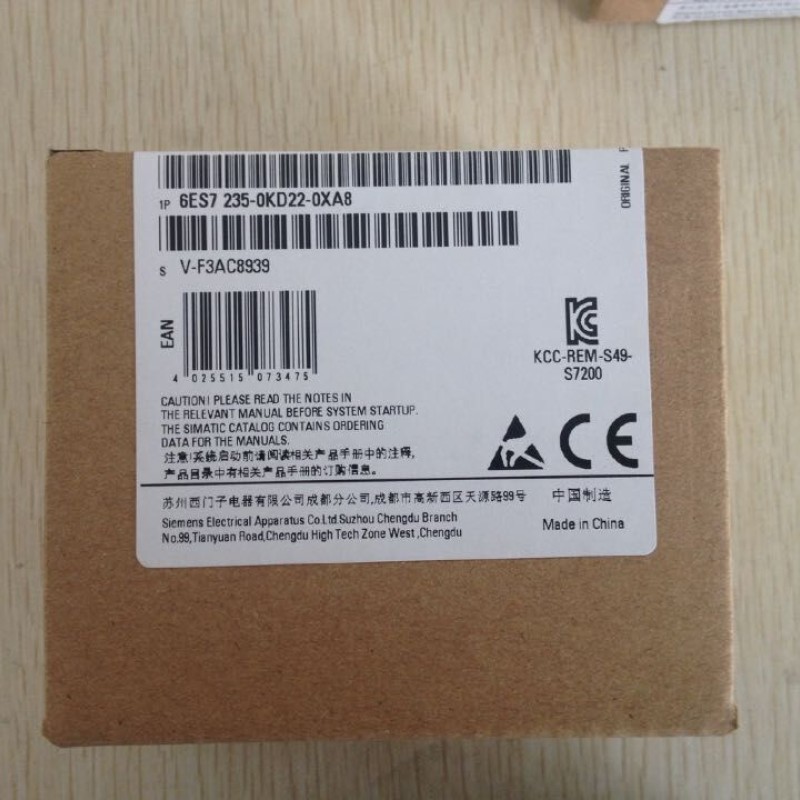 1P 6ES7 235-0KD22-0XA8
ORIGINAL
S V-F3AC8939
EAN
4 025515 073475
KCC-REM-S49-
S7200
CAUTION! PLEASE READ THE NOTES IN
THE RELEVANT MANUAL BEFORE SYSTEM STARTUP.
THE SIMATIC CATALOG CONTAINS ORDERING
DATA FOR THE MANUALS.
注意!系统启动前请阅读相关产品手册中的注释,
产品目录中有相关产品手册的订购信息。
CE
苏州西门子电器有限公司成都分公司,成都市高新西区天源路99号
中国制造
Siemens Electrical Apparatus Co.Ltd.Suzhou Chengdu Branch
No.99,Tianyuan Road,Chengdu High Tech Zone West ,Chengdu
Made in China